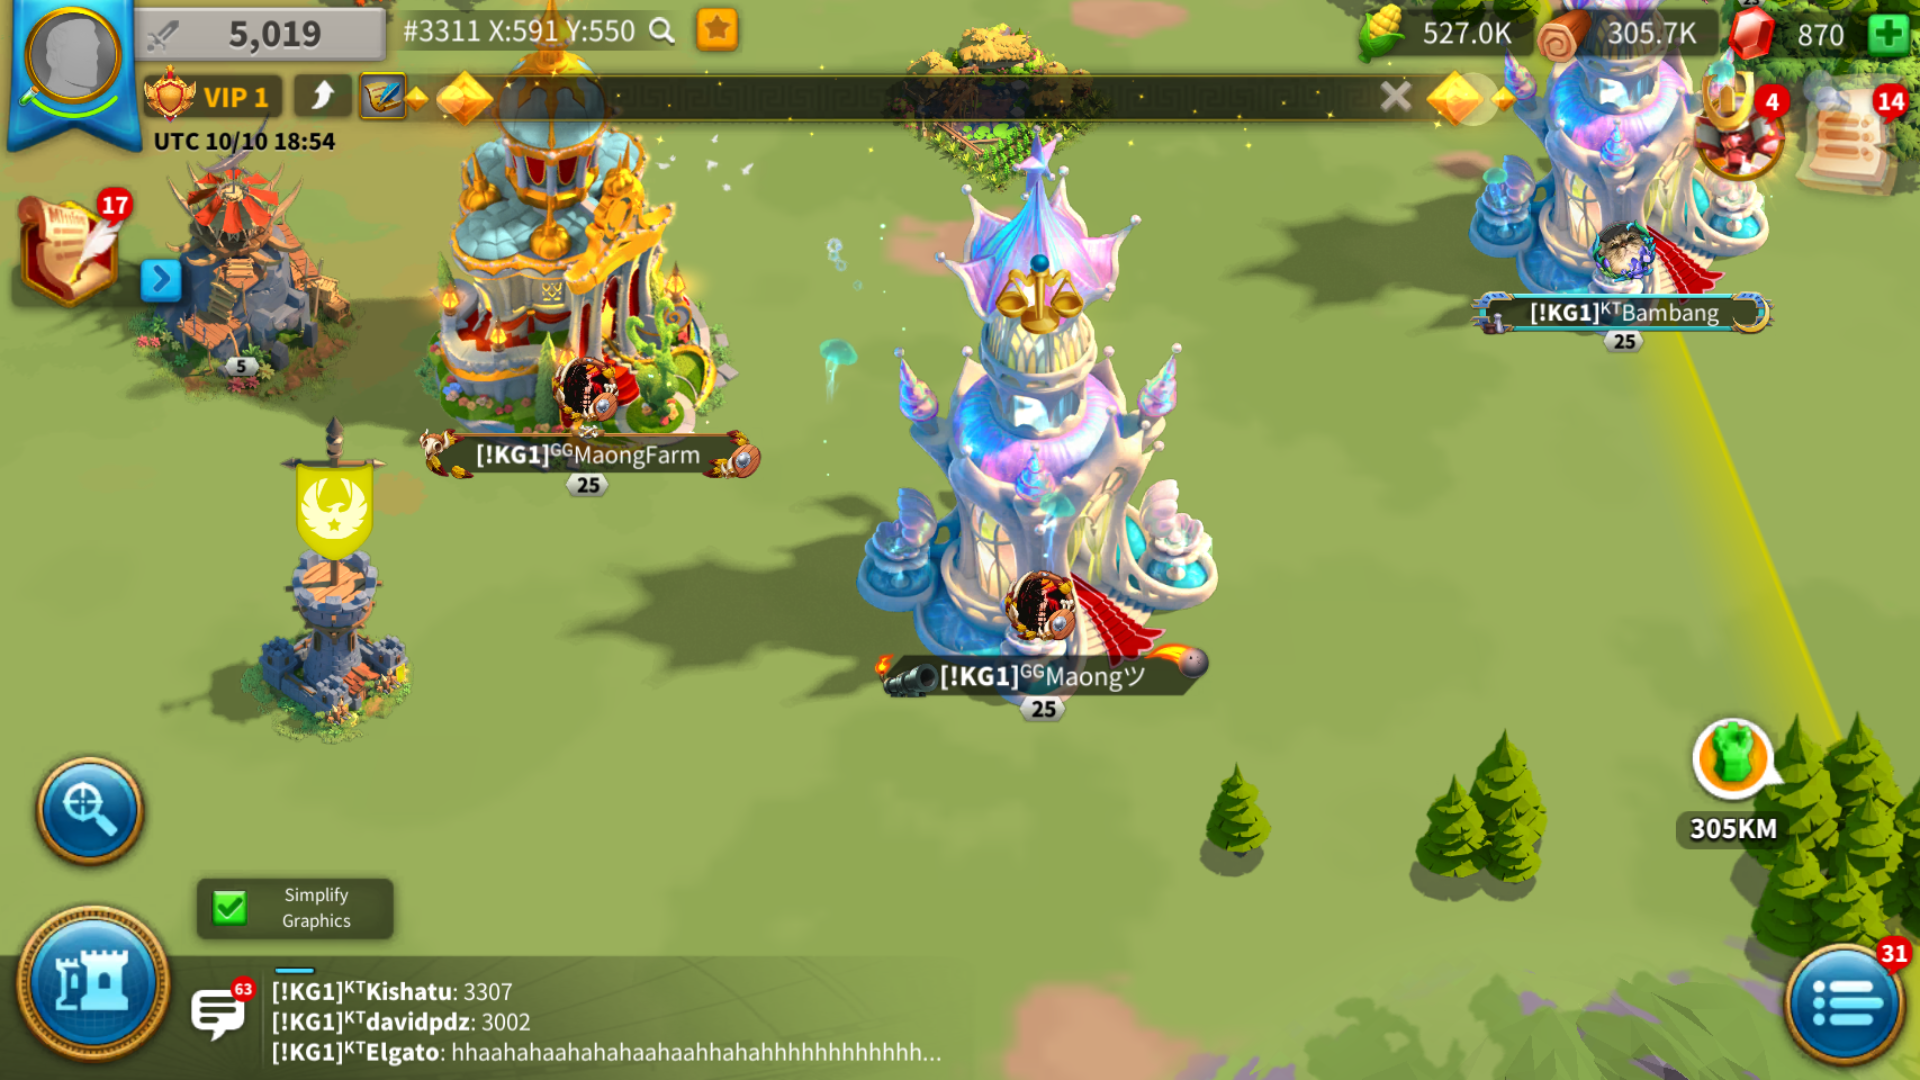 5,019
#3311 X:591 Y:550
527.0K
305.7K
870
VIP 1
UTC 10/10 18:54
4
14
17
5
[!KG1]ᴷᵀBambang
25
[!KG1]ᴳᴳMaongFarm
25
[!KG1]ᴳᴳMaongツ
25
305KM
Simplify
Graphics
31
63
[!KG1]ᴷᵀKishatu: 3307
[!KG1]ᴷᵀdavidpdz: 3002
[!KG1]ᴷᵀElgato: hhaahahaahahahaahaahhahahhhhhhhhhhhh...